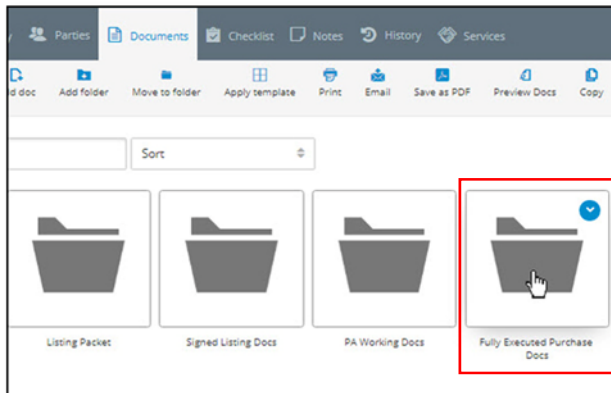 Parties Documents Checklist Notes History Services
doc Add folder Move to folder Apply template Print Email Save as PDF Preview Docs Copy
Sort
Listing Packet Signed Listing Docs PA Working Docs Fully Executed Purchase
Docs